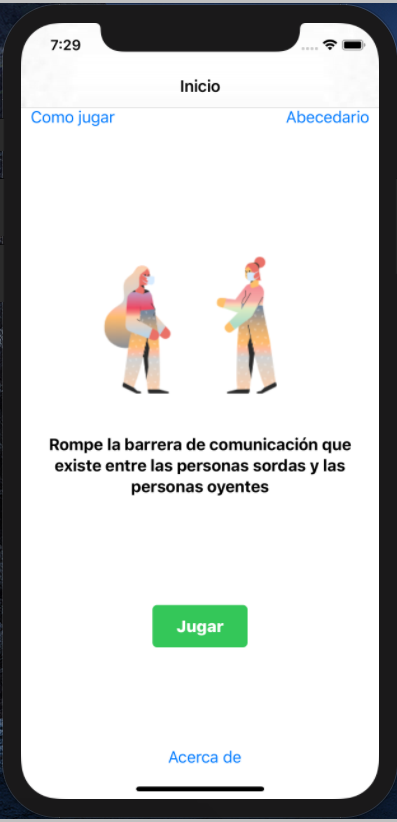 7:29
Inicio
Como jugar
Abecedario
Rompe la barrera de comunicación que
existe entre las personas sordas y las
personas oyentes
Jugar
Acerca de